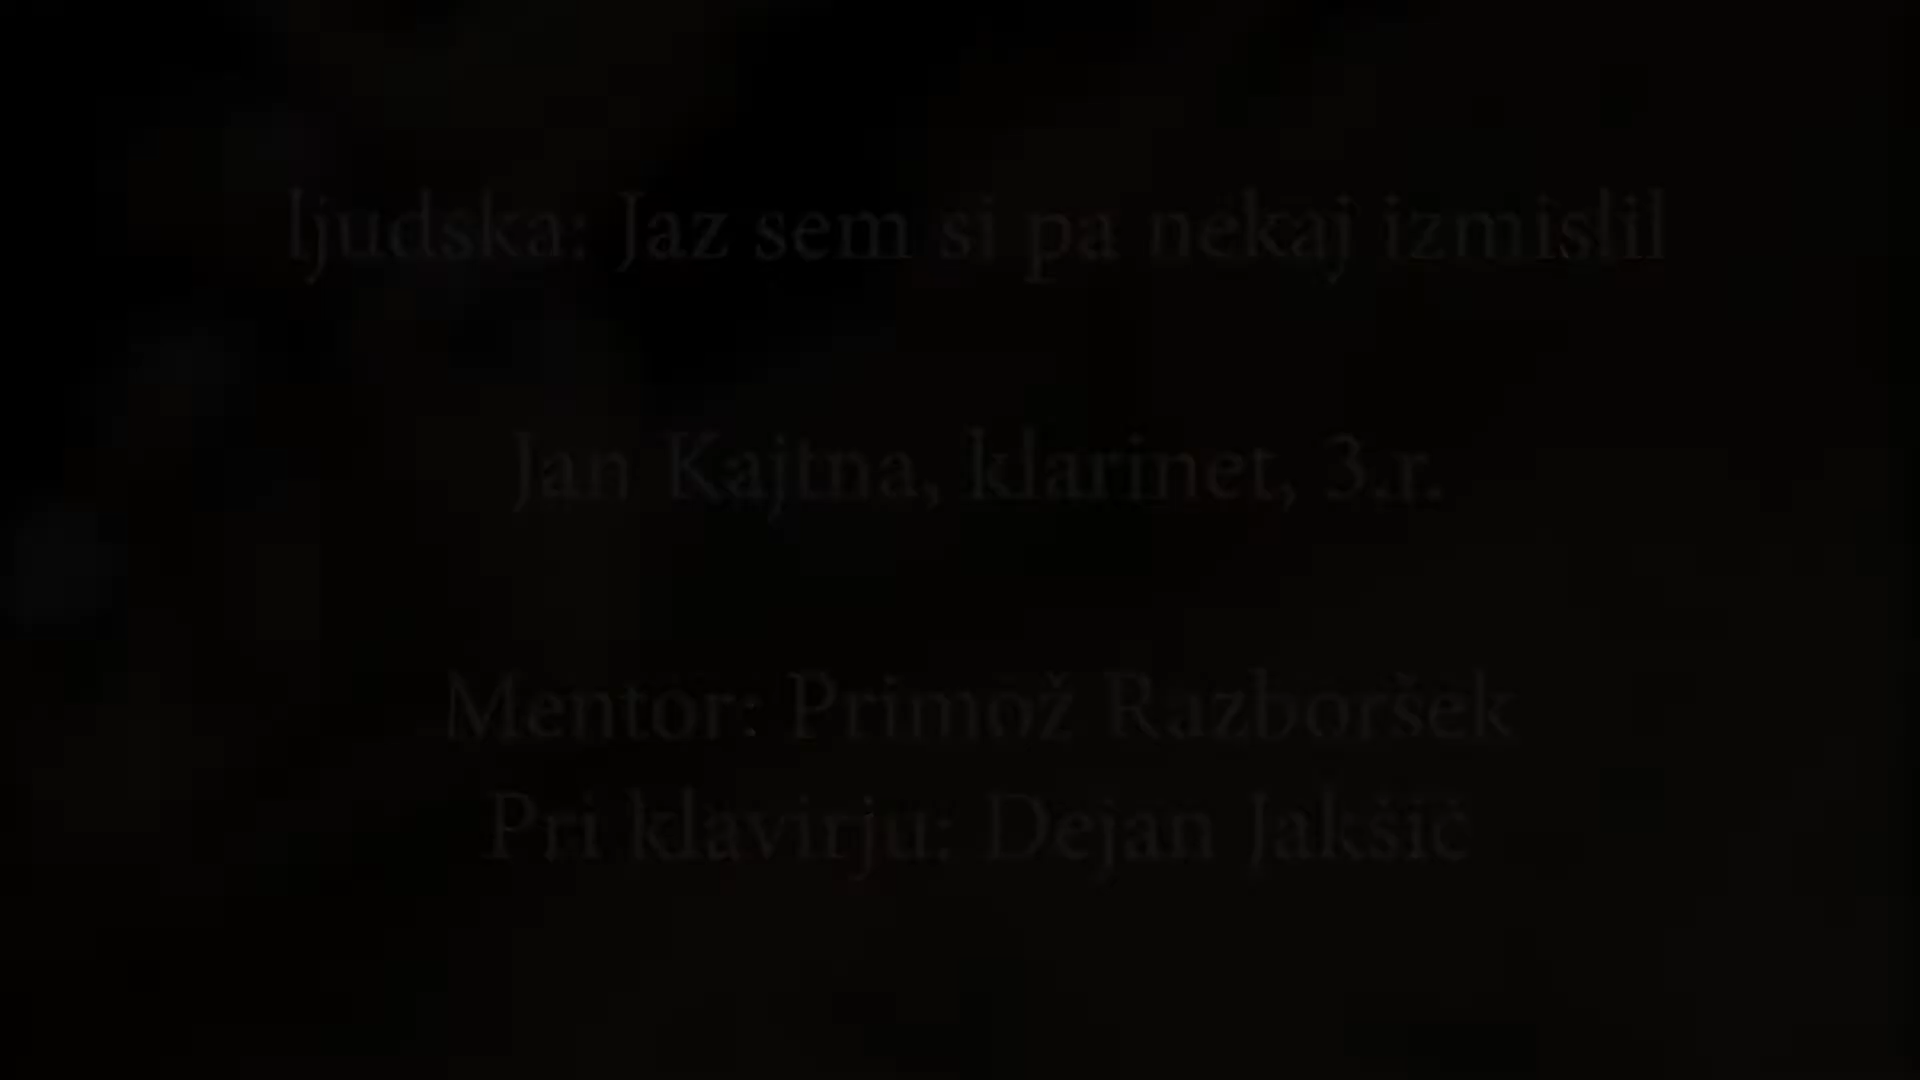 ljudska: Jaz sem si pa nekaj izmislil
Jan Kajtna, klarinet, 3.r.
Mentor: Primož Razboršek
Pri klavirju: Dejan Jakšič